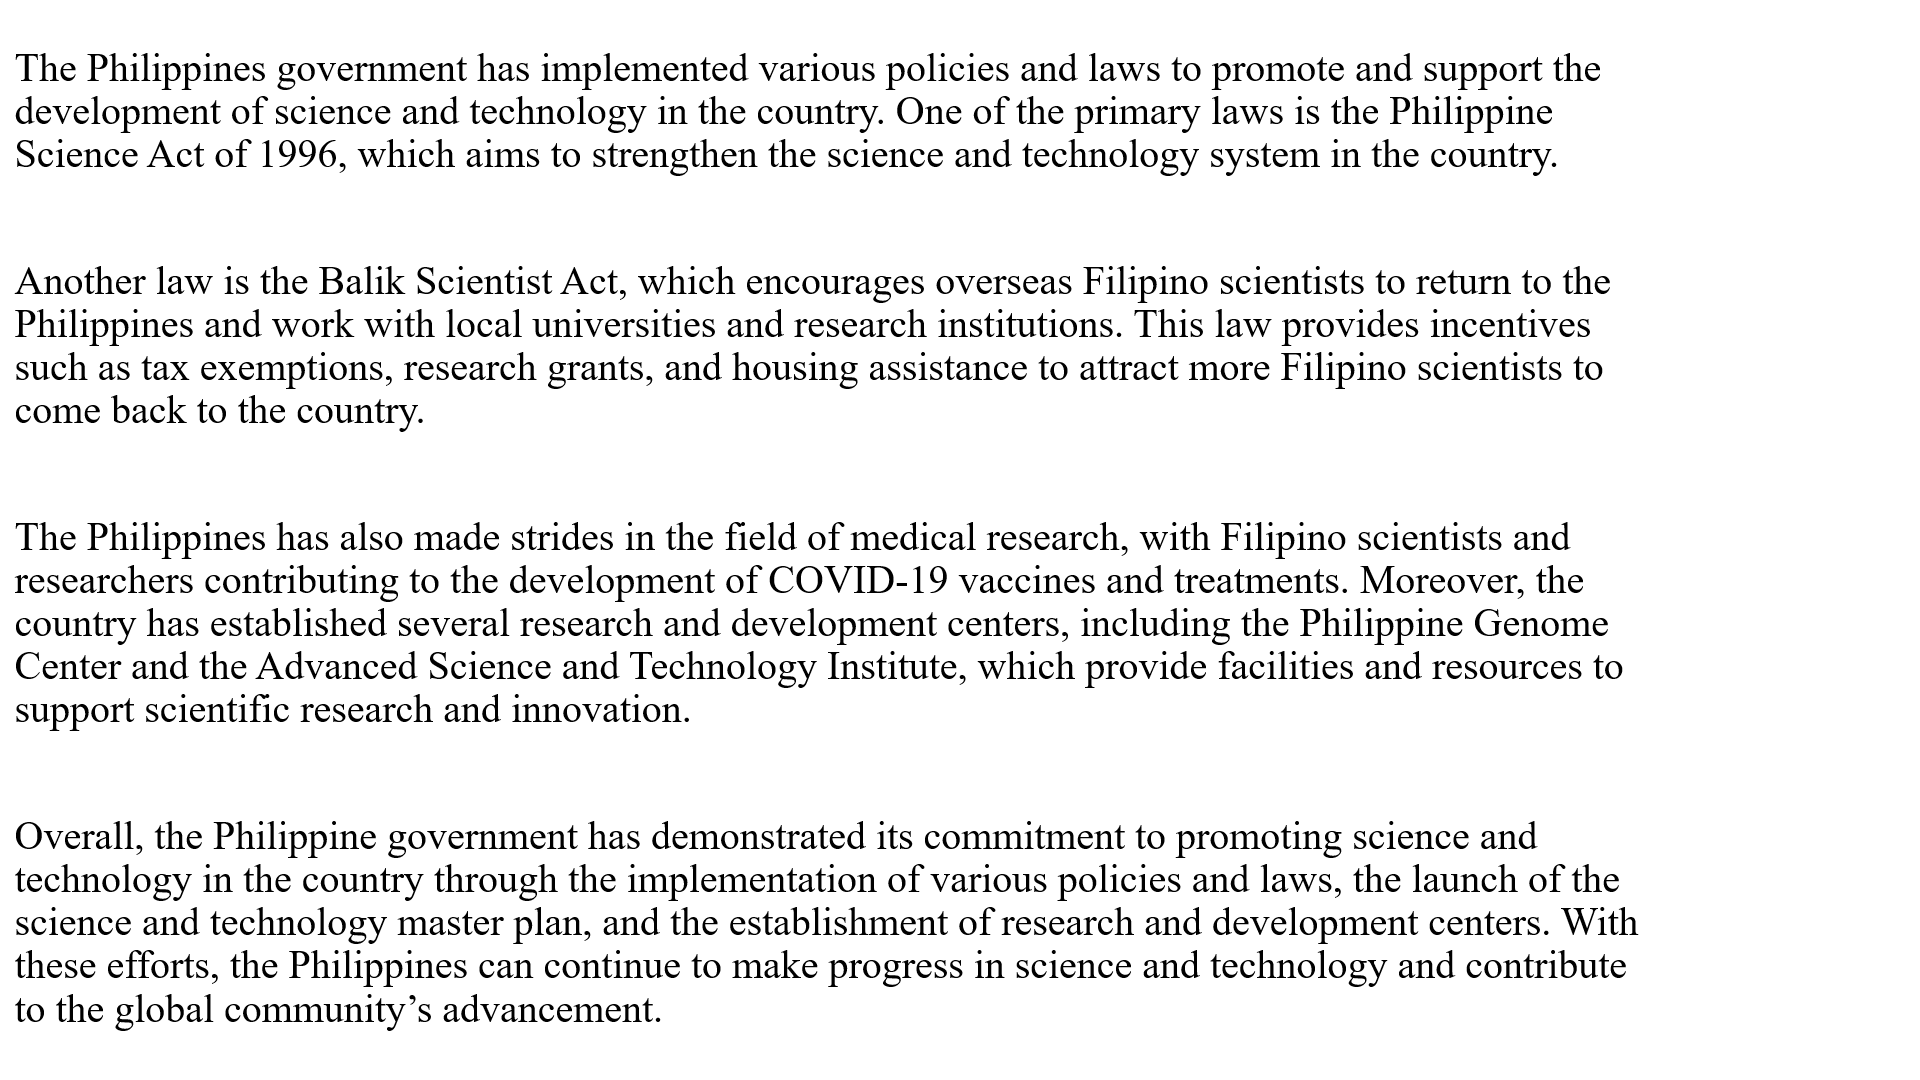 The Philippines government has implemented various policies and laws to promote and support the
development of science and technology in the country. One of the primary laws is the Philippine
Science Act of 1996, which aims to strengthen the science and technology system in the country.
Another law is the Balik Scientist Act, which encourages overseas Filipino scientists to return to the
Philippines and work with local universities and research institutions. This law provides incentives
such as tax exemptions, research grants, and housing assistance to attract more Filipino scientists to
come back to the country.
The Philippines has also made strides in the field of medical research, with Filipino scientists and
researchers contributing to the development of COVID-19 vaccines and treatments. Moreover, the
country has established several research and development centers, including the Philippine Genome
Center and the Advanced Science and Technology Institute, which provide facilities and resources to
support scientific research and innovation.
Overall, the Philippine government has demonstrated its commitment to promoting science and
technology in the country through the implementation of various policies and laws, the launch of the
science and technology master plan, and the establishment of research and development centers. With
these efforts, the Philippines can continue to make progress in science and technology and contribute
to the global community’s advancement.